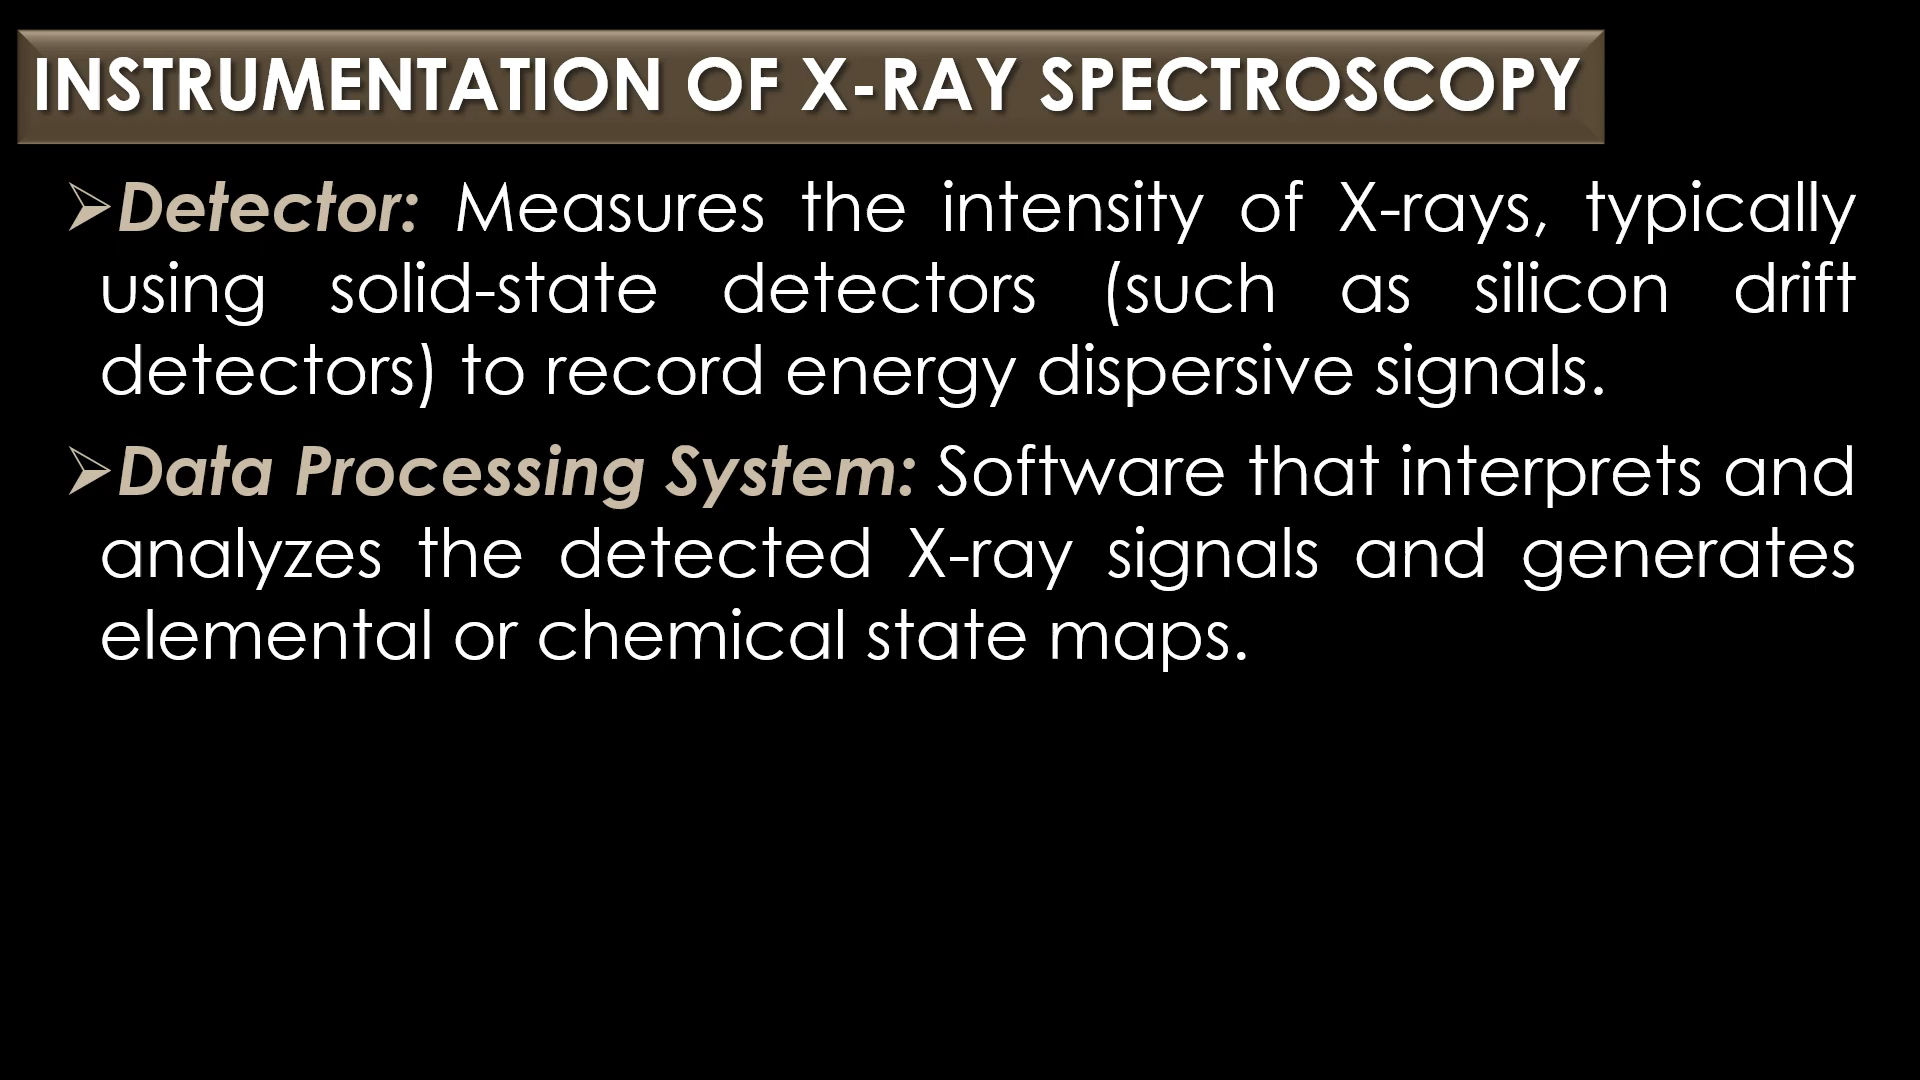 INSTRUMENTATION OF X-RAY SPECTROSCOPY
➢Detector: Measures the intensity of X-rays, typically
using solid-state detectors (such as silicon drift
detectors) to record energy dispersive signals.
➢Data Processing System: Software that interprets and
analyzes the detected X-ray signals and generates
elemental or chemical state maps.